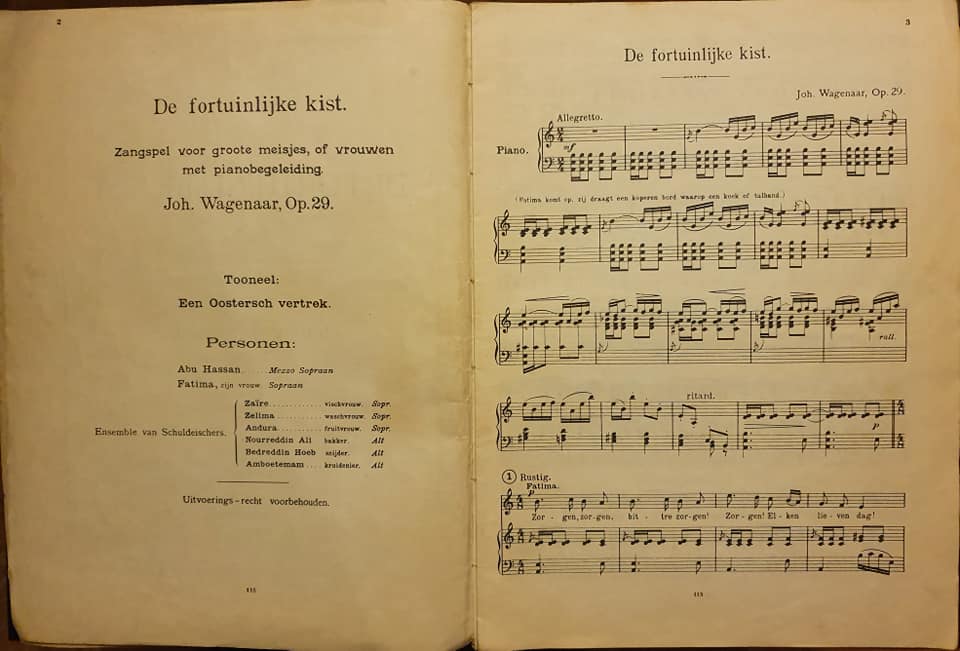 2
De fortuinlijke kist.
Zangspel voor groote meisjes, of vrouwen
met pianobegeleiding.
Joh. Wagenaar, Op. 29.
Tooneel:
Een Oostersch vertrek.
Personen:
Abu Hassan...... Mezzo Sopraan
Fatima, zijn vrouw. Sopraan
Ensemble van Schuldeischers.
Zaïre............ vischvrouw. Sopr.
Zelima........... waschvrouw. Sopr.
Andura.......... fruitvrouw. Sopr.
Nourreddin Ali bakker. Alt
Bedreddin Hoeb snijder. Alt
Amboetemam .... kruidenier. Alt
Uitvoerings-recht voorbehouden.
115
3
De fortuinlijke kist.
Joh. Wagenaar, Op. 29.
Allegretto.
Piano.
mf
(Fatima komt op, zij draagt een koperen bord waarop een koek of tulband.)
rall.
ritard.
p
1 Rustig.
Fatima.
p
Zor - gen, zor-gen, bit - tre zor-gen! Zor - gen! El - ken lie - ven dag!
115